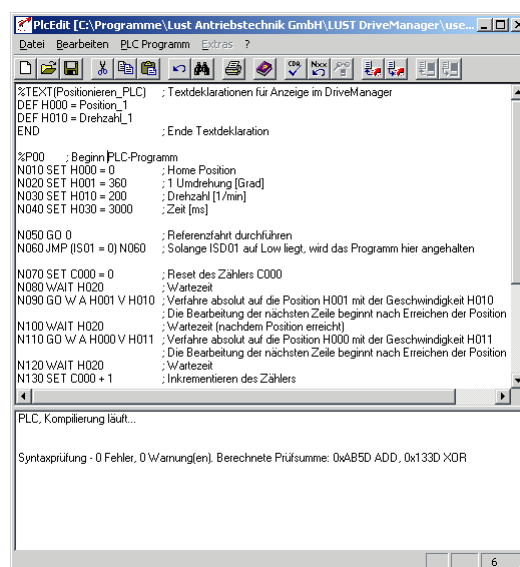 PlcEdit [C:\Programme\Lust Antriebstechnik GmbH\LUST DriveManager\use...
Datei Bearbeiten PLC Programm Extras ?
%TEXT(Positionieren_PLC) ; Textdeklarationen für Anzeige im DriveManager
DEF H000 = Position_1
DEF H010 = Drehzahl_1
END ; Ende Textdeklaration
%P00 ; Beginn PLC-Programm
N010 SET H000 = 0 ; Home Position
N020 SET H001 = 360 ; 1 Umdrehung [Grad]
N030 SET H010 = 200 ; Drehzahl [1/min]
N040 SET H030 = 3000 ; Zeit [ms]
N050 GO 0 ; Referenzfahrt durchführen
N060 JMP (IS01 = 0) N060 ; Solange ISD01 auf Low liegt, wird das Programm hier angehalten
N070 SET C000 = 0 ; Reset des Zählers C000
N080 WAIT H020 ; Wartezeit
N090 GO W A H001 V H010 ; Verfahre absolut auf die Position H001 mit der Geschwindigkeit H010
; Die Bearbeitung der nächsten Zeile beginnt nach Erreichen der Position
N100 WAIT H020 ; Wartezeit (nachdem Position erreicht)
N110 GO W A H000 V H011 ; Verfahre absolut auf die Position H000 mit der Geschwindigkeit H011
; Die Bearbeitung der nächsten Zeile beginnt nach Erreichen der Position
N120 WAIT H020 ; Wartezeit
N130 SET C000 + 1 ; Inkrementieren des Zählers
PLC, Kompilierung läuft...
Syntaxprüfung - 0 Fehler, 0 Warnung(en). Berechnete Prüfsumme: 0xAB5D ADD, 0x133D XOR
6